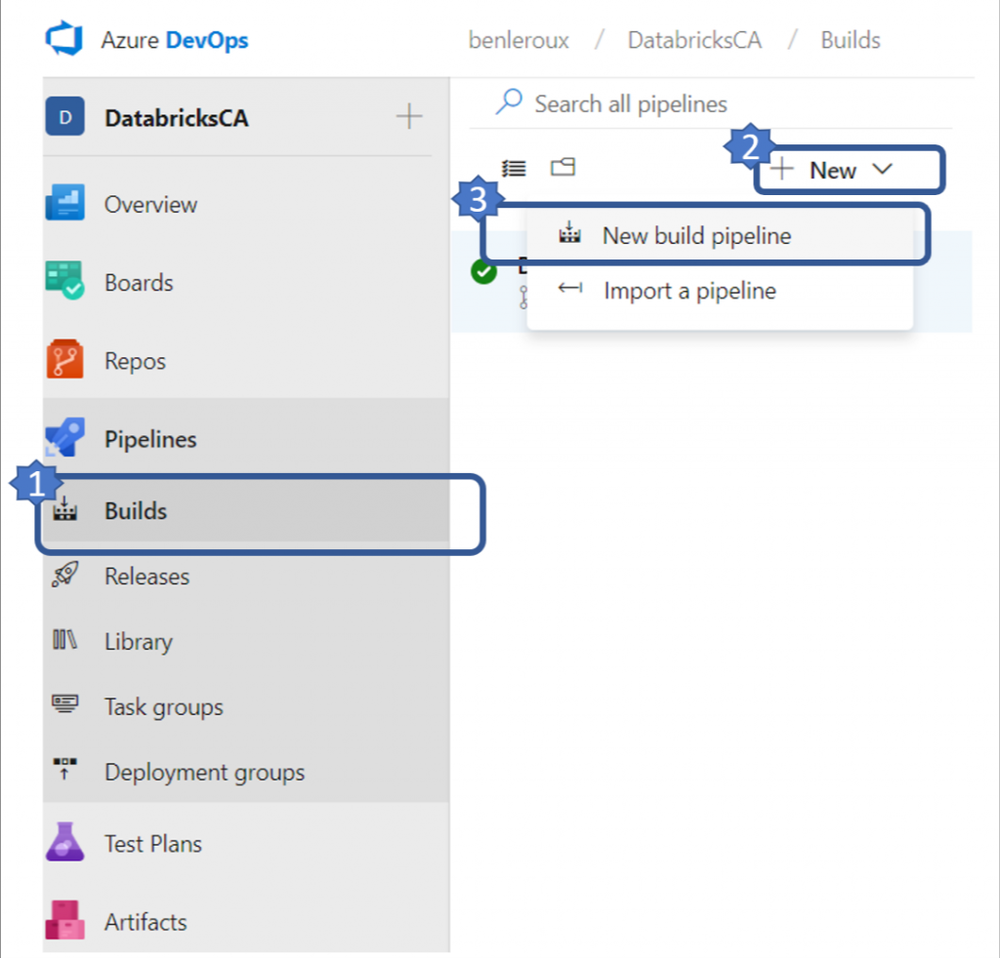 Azure DevOps
benleroux / DatabricksCA / Builds
D DatabricksCA +
Search all pipelines
2
+ New
3
New build pipeline
Import a pipeline
Overview
Boards
Repos
Pipelines
1
Builds
Releases
Library
Task groups
Deployment groups
Test Plans
Artifacts